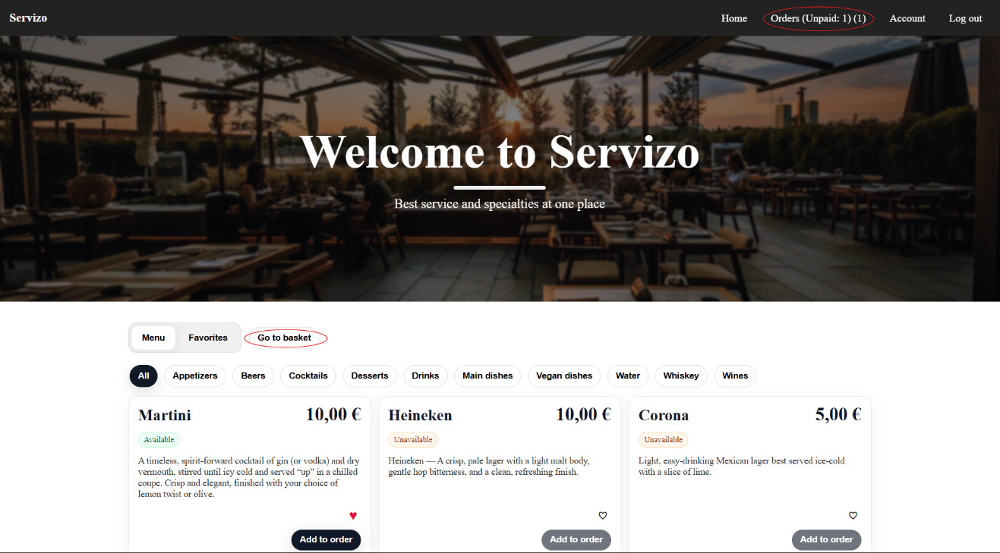 Servizo
Home Orders (Unpaid: 1) (1) Account Log out
Welcome to Servizo
Best service and specialties at one place
Menu Favorites Go to basket
All Appetizers Beers Cocktails Desserts Drinks Main dishes Vegan dishes Water Whiskey Wines
Martini 10,00 €
Available
A timeless, spirit-forward cocktail of gin (or vodka) and dry
vermouth, stirred until icy cold and served “up” in a chilled
coupe. Crisp and elegant, finished with your choice of
lemon twist or olive.
Add to order
Heineken 10,00 €
Unavailable
Heineken — A crisp, pale lager with a light malt body,
gentle hop bitterness, and a clean, refreshing finish.
Add to order
Corona 5,00 €
Unavailable
Light, easy-drinking Mexican lager best served ice-cold
with a slice of lime.
Add to order